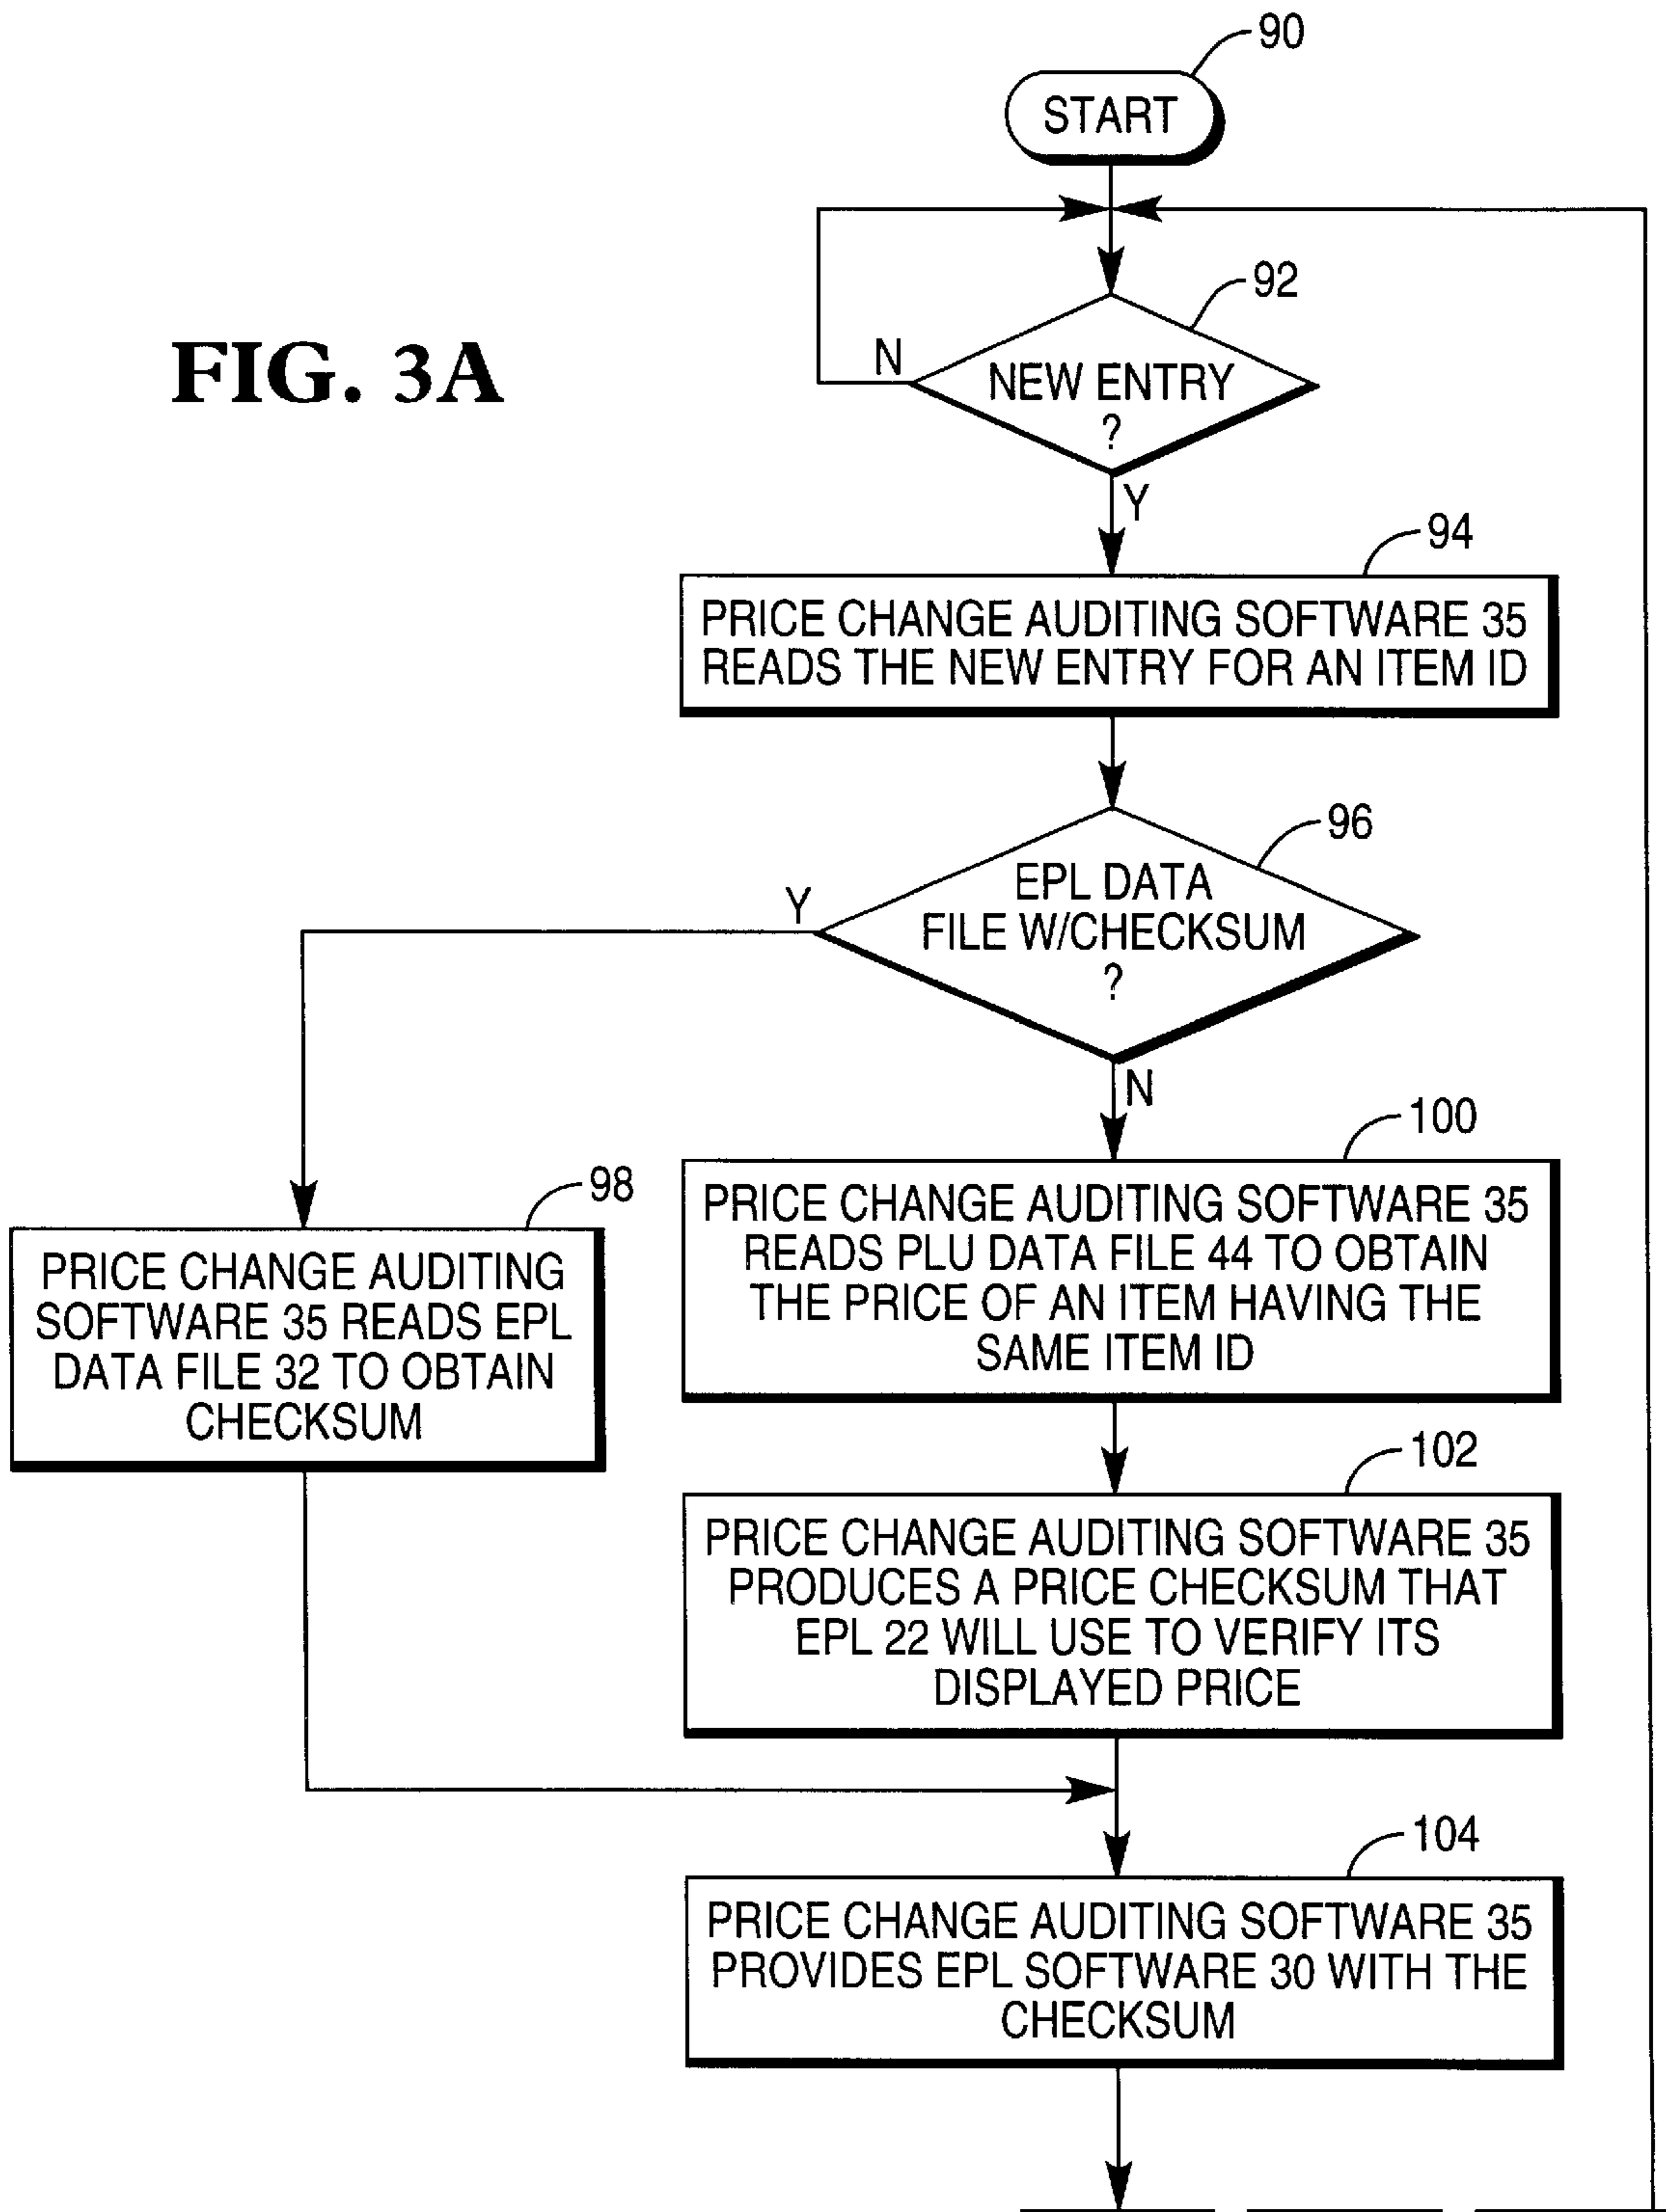 90
START
92
FIG. 3A
N
NEW ENTRY
?
Y
94
PRICE CHANGE AUDITING SOFTWARE 35
READS THE NEW ENTRY FOR AN ITEM ID
96
Y
EPL DATA
FILE W/CHECKSUM
?
N
100
PRICE CHANGE AUDITING SOFTWARE 35
READS PLU DATA FILE 44 TO OBTAIN
THE PRICE OF AN ITEM HAVING THE
SAME ITEM ID
98
PRICE CHANGE AUDITING
SOFTWARE 35 READS EPL
DATA FILE 32 TO OBTAIN
CHECKSUM
102
PRICE CHANGE AUDITING SOFTWARE 35
PRODUCES A PRICE CHECKSUM THAT
EPL 22 WILL USE TO VERIFY ITS
DISPLAYED PRICE
104
PRICE CHANGE AUDITING SOFTWARE 35
PROVIDES EPL SOFTWARE 30 WITH THE
CHECKSUM